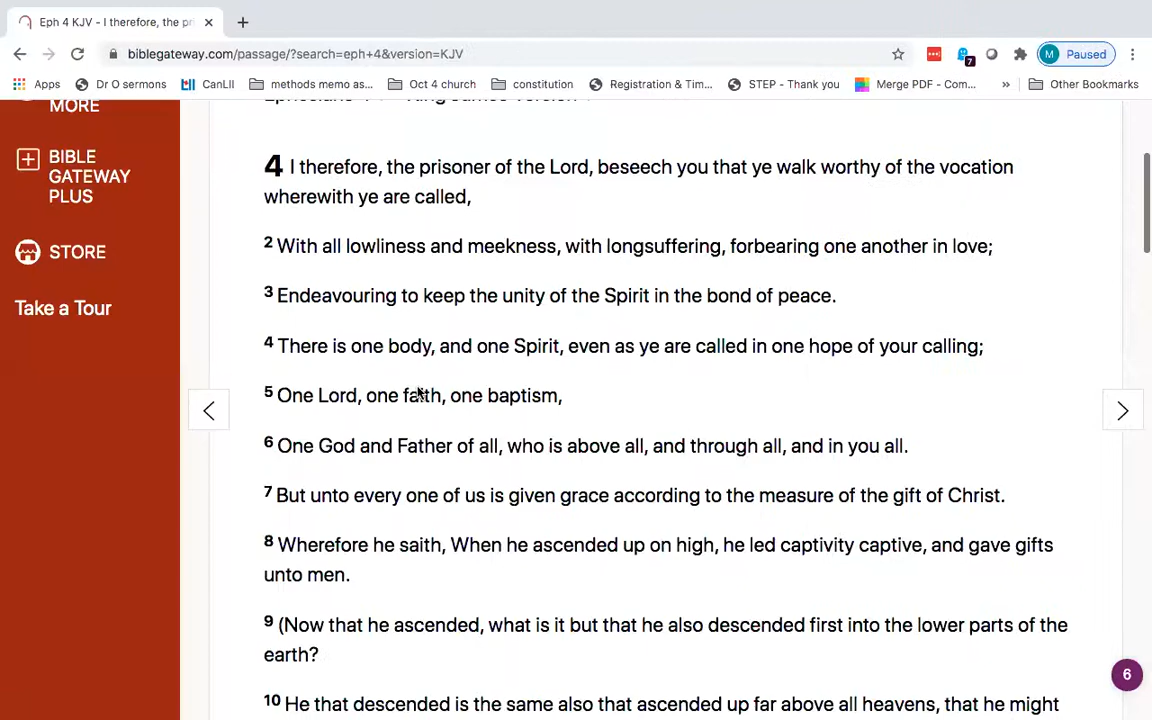 Eph 4 KJV - I therefore, the pri
biblegateway.com/passage/?search=eph+4&version=KJV
7
M Paused
Apps Dr O sermons CanLII methods memo as... Oct 4 church constitution Registration & Tim... STEP - Thank you Merge PDF - Com... » Other Bookmarks
MORE
BIBLE
GATEWAY
PLUS
STORE
Take a Tour
4 I therefore, the prisoner of the Lord, beseech you that ye walk worthy of the vocation
wherewith ye are called,
2 With all lowliness and meekness, with longsuffering, forbearing one another in love;
3 Endeavouring to keep the unity of the Spirit in the bond of peace.
4 There is one body, and one Spirit, even as ye are called in one hope of your calling;
5 One Lord, one faith, one baptism,
6 One God and Father of all, who is above all, and through all, and in you all.
7 But unto every one of us is given grace according to the measure of the gift of Christ.
8 Wherefore he saith, When he ascended up on high, he led captivity captive, and gave gifts
unto men.
9 (Now that he ascended, what is it but that he also descended first into the lower parts of the
earth?
10 He that descended is the same also that ascended up far above all heavens, that he might
6